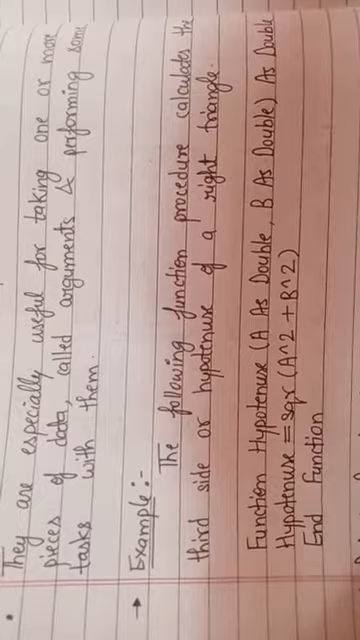 They are especially useful for taking one or more
pieces of data, called arguments & performing some
tasks with them.
→ Example:-
The following function procedure calculates the
third side or hypotenuse of a right triangle.
Function Hypotenuse (A As Double, B As Double) As Double
Hypotenuse = sqr (A^2 + B^2)
End Function